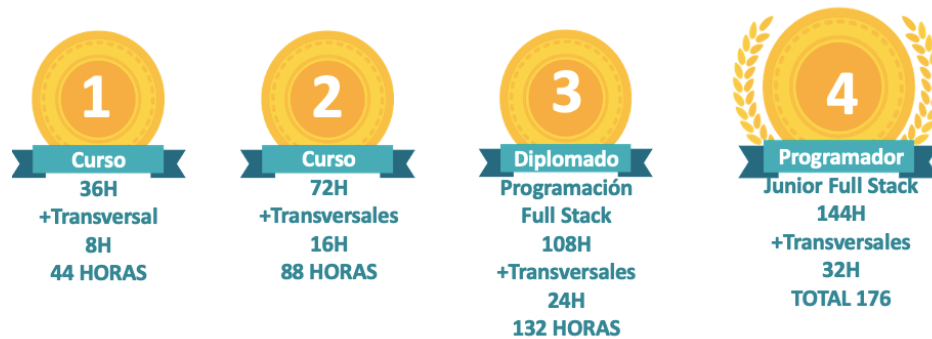 1
Curso
36H
+Transversal
8H
44 HORAS
2
Curso
72H
+Transversales
16H
88 HORAS
3
Diplomado
Programación
Full Stack
108H
+Transversales
24H
132 HORAS
4
Programador
Junior Full Stack
144H
+Transversales
32H
TOTAL 176